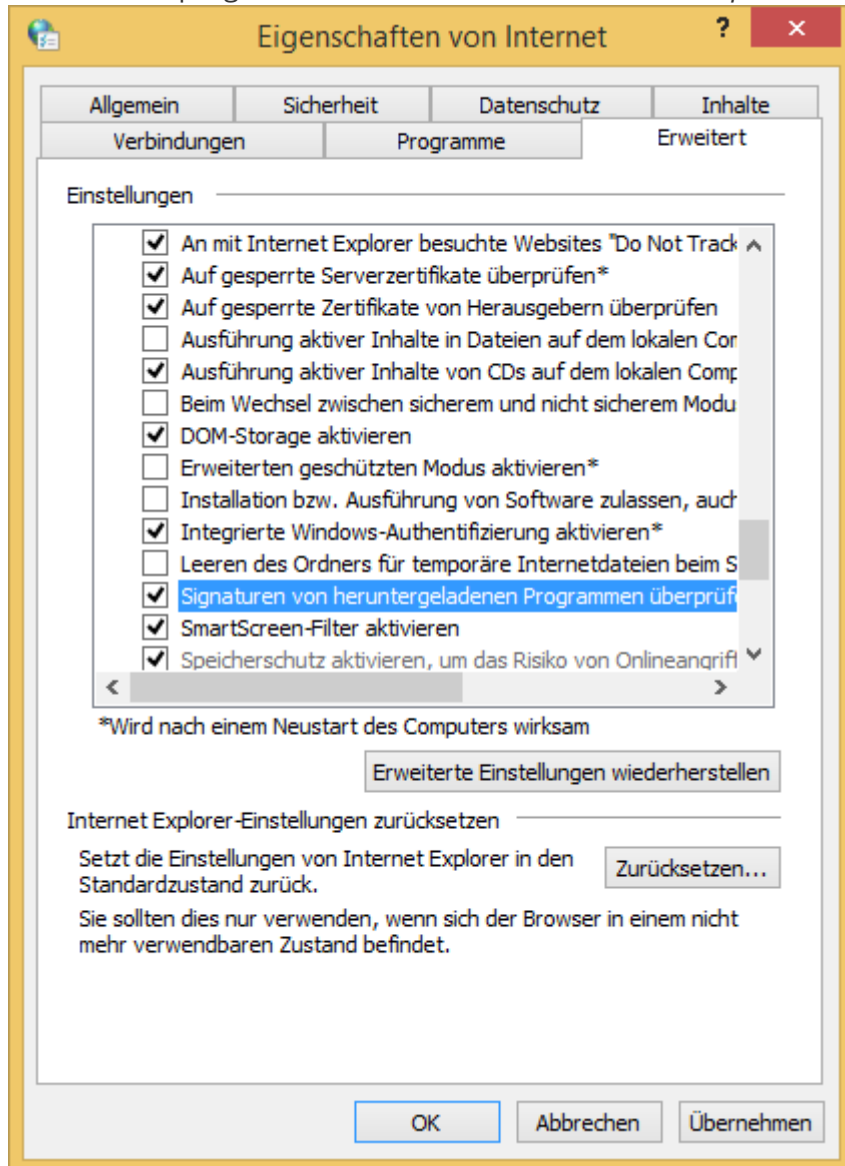 Eigenschaften von Internet ?
Allgemein Sicherheit Datenschutz Inhalte
Verbindungen Programme Erweitert
Einstellungen
An mit Internet Explorer besuchte Websites "Do Not Track
Auf gesperrte Serverzertifikate überprüfen*
Auf gesperrte Zertifikate von Herausgebern überprüfen
Ausführung aktiver Inhalte in Dateien auf dem lokalen Com
Ausführung aktiver Inhalte von CDs auf dem lokalen Comp
Beim Wechsel zwischen sicherem und nicht sicherem Modu
DOM-Storage aktivieren
Erweiterten geschützten Modus aktivieren*
Installation bzw. Ausführung von Software zulassen, auch
Integrierte Windows-Authentifizierung aktivieren*
Leeren des Ordners für temporäre Internetdateien beim S
Signaturen von heruntergeladenen Programmen überprüfe
SmartScreen-Filter aktivieren
Speicherschutz aktivieren, um das Risiko von Onlineangriff
*Wird nach einem Neustart des Computers wirksam
Erweiterte Einstellungen wiederherstellen
Internet Explorer-Einstellungen zurücksetzen
Setzt die Einstellungen von Internet Explorer in den
Standardzustand zurück.
Zurücksetzen...
Sie sollten dies nur verwenden, wenn sich der Browser in einem nicht
mehr verwendbaren Zustand befindet.
OK Abbrechen Übernehmen